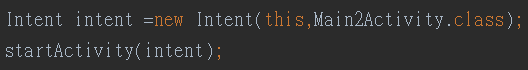 Intent intent =new Intent(this,Main2Activity.class);
startActivity(intent);